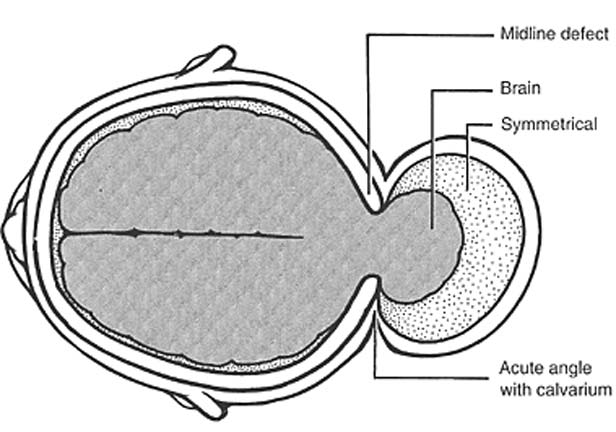 Midline defect
Brain
Symmetrical
Acute angle
with calvarium